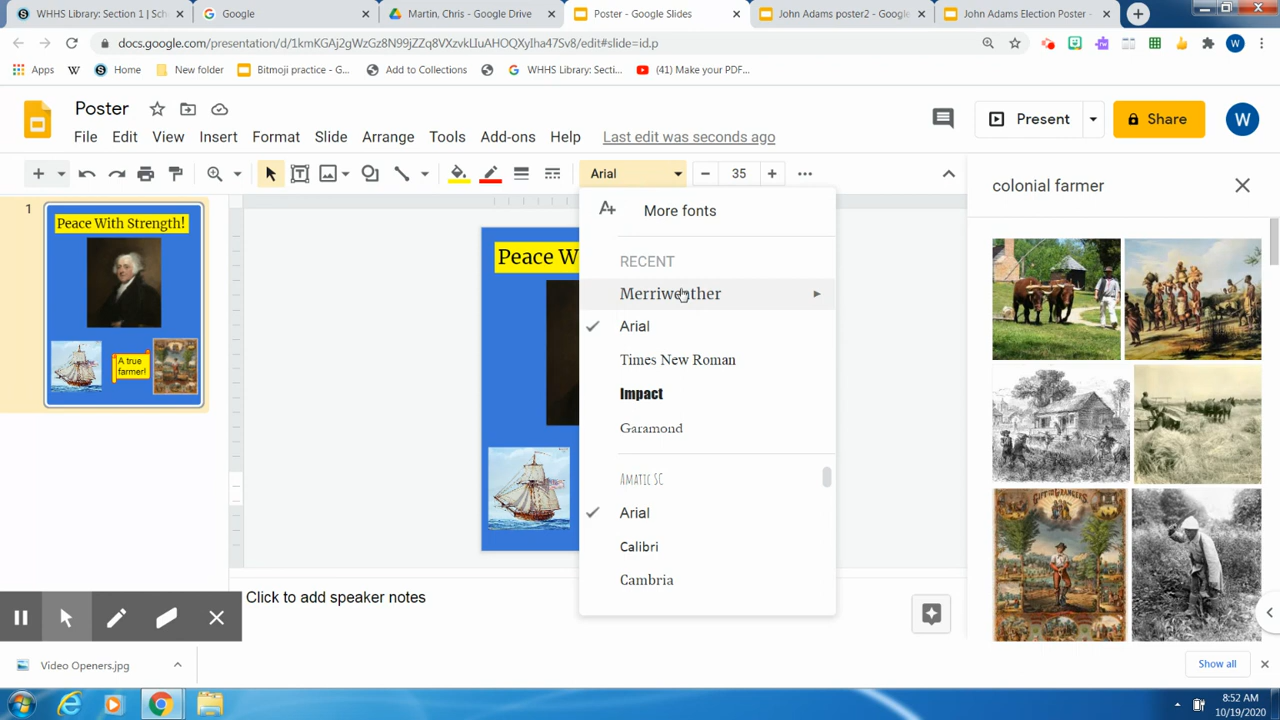 WHHS Library: Section 1 | Sch
Google
Martin, Chris - Google Drive
Poster - Google Slides
John Adams poster2 - Google
John Adams Election Poster -
docs.google.com/presentation/d/
W
Apps
W
Home
New folder
Bitmoji practice - G...
Add to Collections
WHHS Library: Secti...
(41) Make your PDF...
Poster
File Edit View Insert Format Slide Arrange Tools Add-ons Help Last edit was seconds ago
Present
Share
W
Arial
35
colonial farmer
More fonts
RECENT
Merriweather
Arial
Times New Roman
Impact
Garamond
Amatic SC
Arial
Calibri
Cambria
1
Peace With Strength!
A true
farmer!
Peace W
Click to add speaker notes
Video Openers.jpg
Show all
8:52 AM
10/19/2020